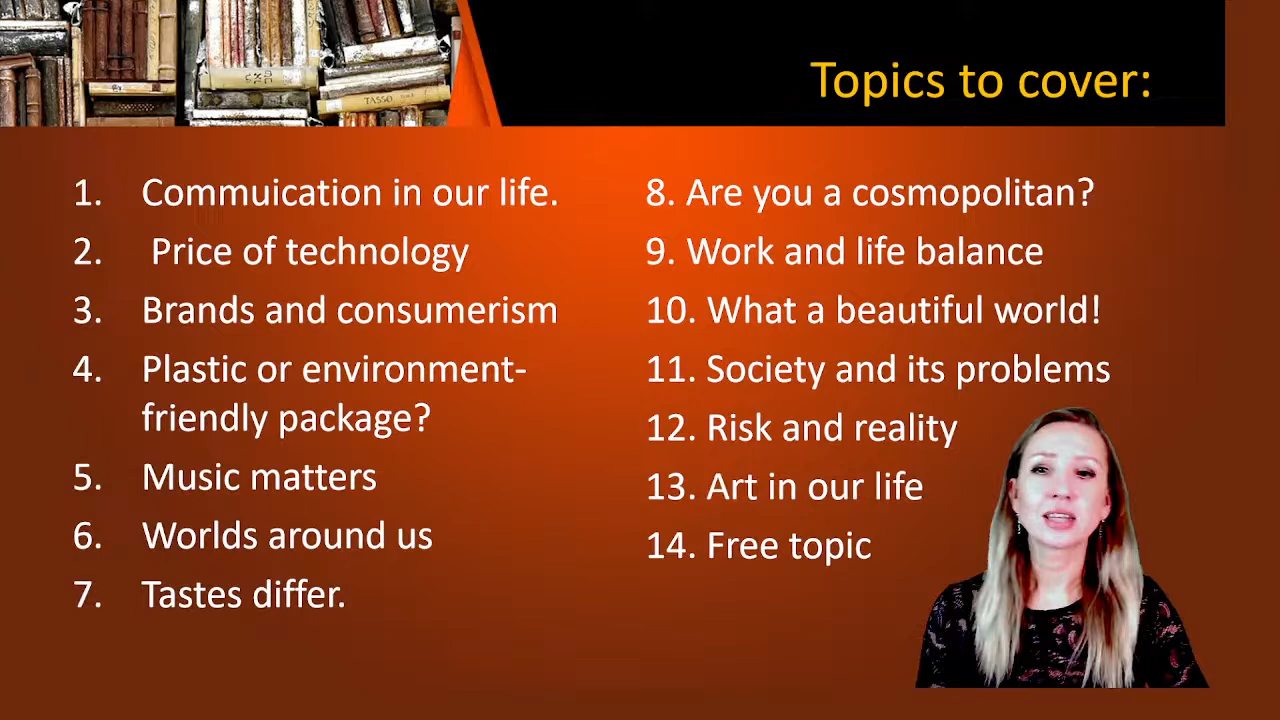 TASSO
Topics to cover:
1. Commuication in our life.
2. Price of technology
3. Brands and consumerism
4. Plastic or environment-
friendly package?
5. Music matters
6. Worlds around us
7. Tastes differ.
8. Are you a cosmopolitan?
9. Work and life balance
10. What a beautiful world!
11. Society and its problems
12. Risk and reality
13. Art in our life
14. Free topic